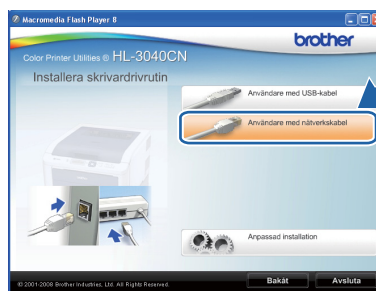 Macromedia Flash Player 8
brother
Color Printer Utilities ® HL-3040CN
Installera skrivardrivrutin
Användare med USB-kabel
Användare med nätverkskabel
Anpassad installation
© 2001-2008 Brother Industries, Ltd. All Rights Reserved.
Bakåt
Avsluta